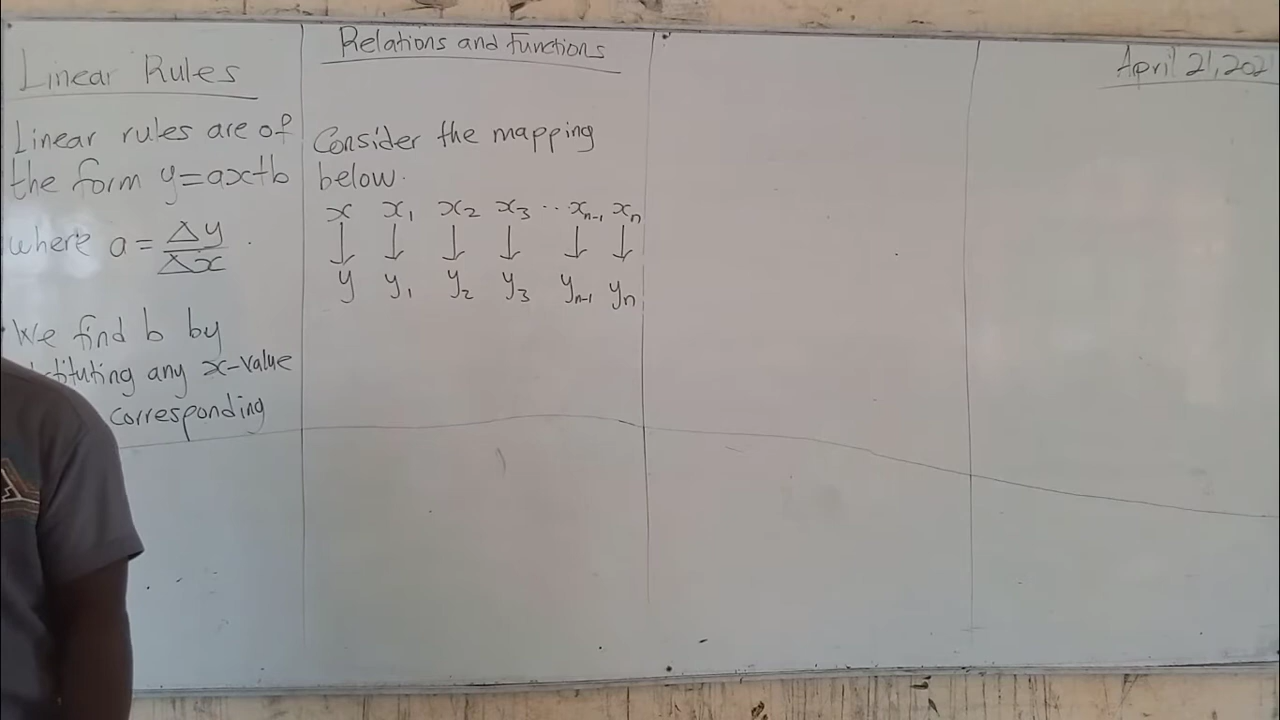 Linear Rules
Linear rules are of
the form y=ax+b
where a = Δy/Δx.
We find b by
any x-value
corresponding
Relations and Functions
Consider the mapping
below.
x x₁ x₂ x₃ ... xₙ₋₁ xₙ
↓ ↓ ↓ ↓ ↓ ↓
y y₁ y₂ y₃ yₙ₋₁ yₙ
April 21, 202